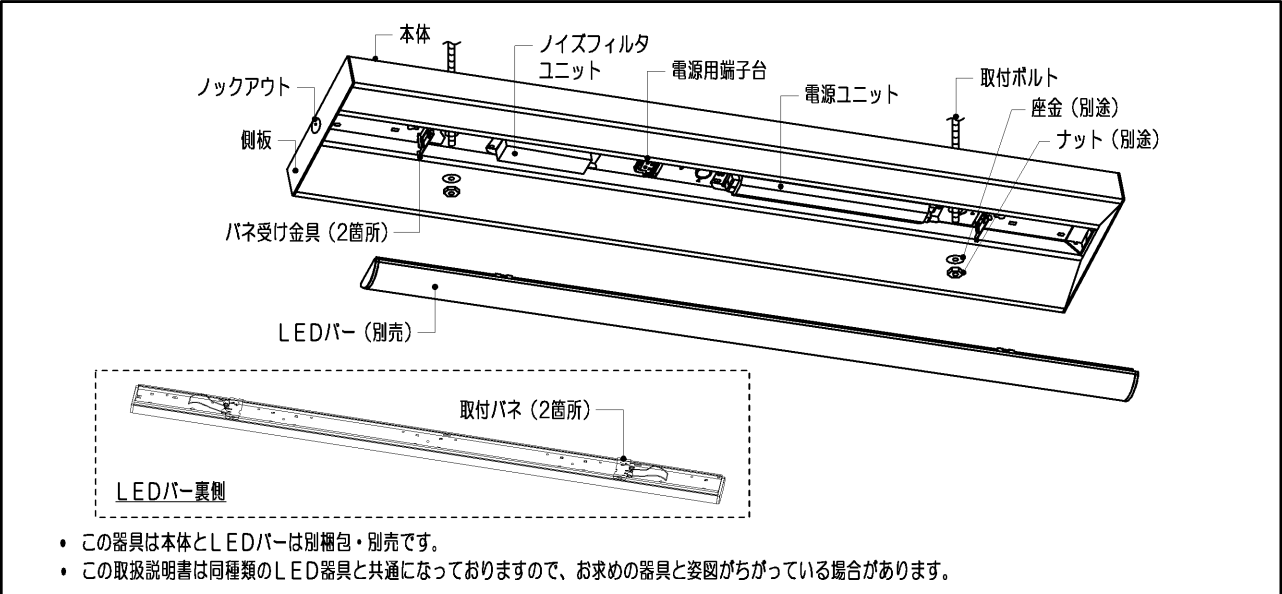 本体
ノイズフィルタ
ユニット
電源用端子台
電源ユニット
取付ボルト
座金（別途）
ナット（別途）
ノックアウト
側板
バネ受け金具（2箇所）
LEDバー（別売）
取付バネ（2箇所）
LEDバー裏側
• この器具は本体とLEDバーは別梱包・別売です。
• この取扱説明書は同種類のLED器具と共通になっておりますので、お求めの器具と姿図がちがっている場合があります。